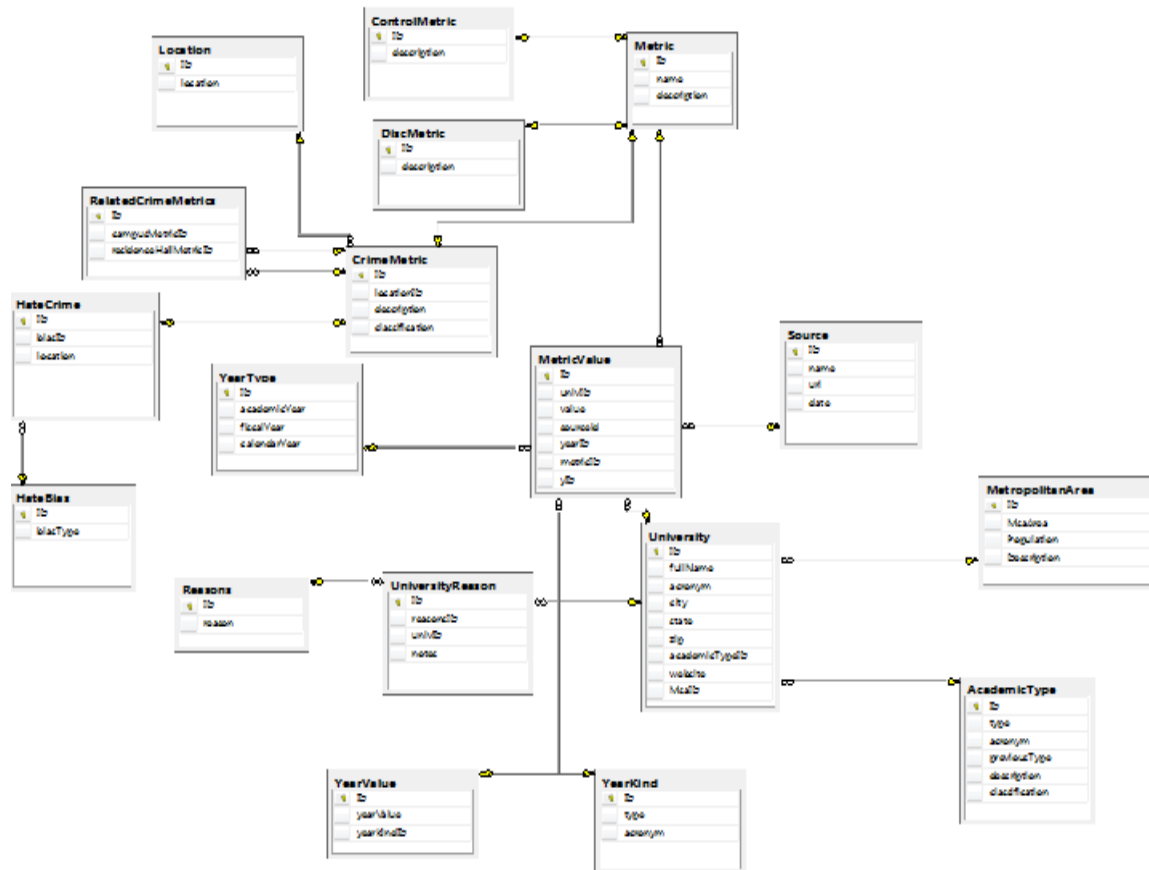 ControlMetric
ID
description
Metric
ID
name
description
Location
ID
location
DiscMetric
ID
description
RelatedCrimeMetrics
ID
campusMetricID
residenceHallMetricID
CrimeMetric
ID
locationID
description
classification
HateCrime
ID
biasID
location
MetricValue
ID
univID
value
sourceId
yearID
metricID
yID
Source
ID
name
url
date
YearType
ID
academicYear
fiscalYear
calendarYear
HateBias
ID
biasType
MetropolitanArea
ID
MsaArea
Population
Description
University
ID
fullName
acronym
city
state
zip
academicTypeID
website
MsaID
Reasons
ID
reason
UniversityReason
ID
reasonsID
univID
notes
AcademicType
ID
type
acronym
previousType
description
classification
YearValue
ID
yearValue
yearKindID
YearKind
ID
type
acronym